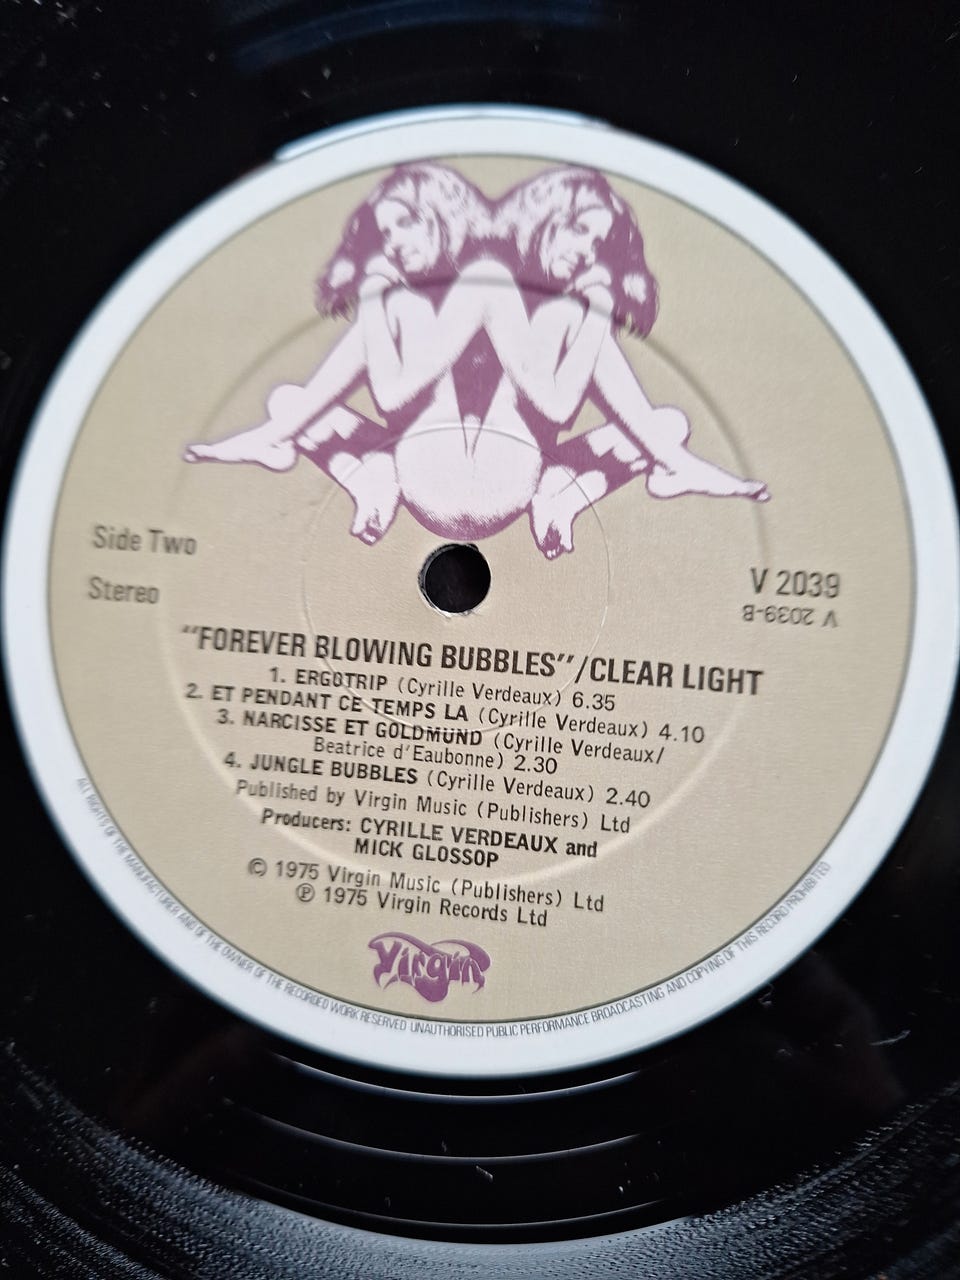 Side Two
Stereo
V 2039
V 2039-B
"FOREVER BLOWING BUBBLES"/CLEAR LIGHT
1. ERGOTRIP (Cyrille Verdeaux) 6.35
2. ET PENDANT CE TEMPS LA (Cyrille Verdeaux) 4.10
3. NARCISSE ET GOLDMUND (Cyrille Verdeaux/
Beatrice d'Eaubonne) 2.30
4. JUNGLE BUBBLES (Cyrille Verdeaux) 2.40
Published by Virgin Music (Publishers) Ltd
Producers: CYRILLE VERDEAUX and
MICK GLOSSOP
© 1975 Virgin Music (Publishers) Ltd
℗ 1975 Virgin Records Ltd
Virgin
ALL RIGHTS OF THE MANUFACTURER AND OF THE OWNER OF THE RECORDED WORK RESERVED UNAUTHORISED PUBLIC PERFORMANCE BROADCASTING AND COPYING OF THIS RECORD PROHIBITED